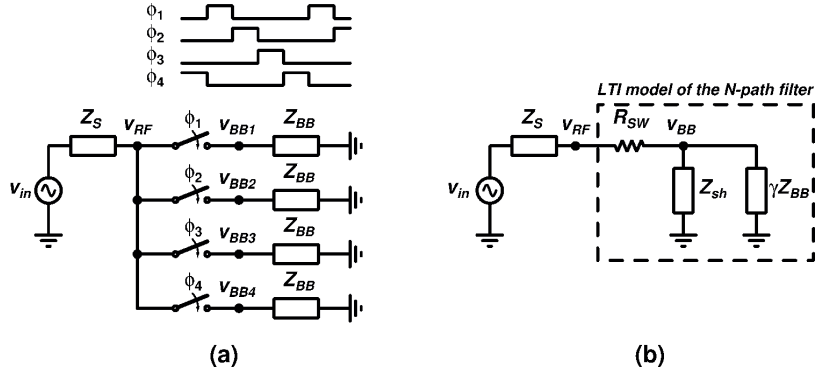 ϕ1
ϕ2
ϕ3
ϕ4
LTI model of the N-path filter
ZS
vRF
ϕ1
vBB1
ZBB
vin
ϕ2
vBB2
ZBB
ϕ3
vBB3
ZBB
ϕ4
vBB4
ZBB
(a)
ZS
vRF
RSW
vBB
vin
Zsh
γZBB
(b)